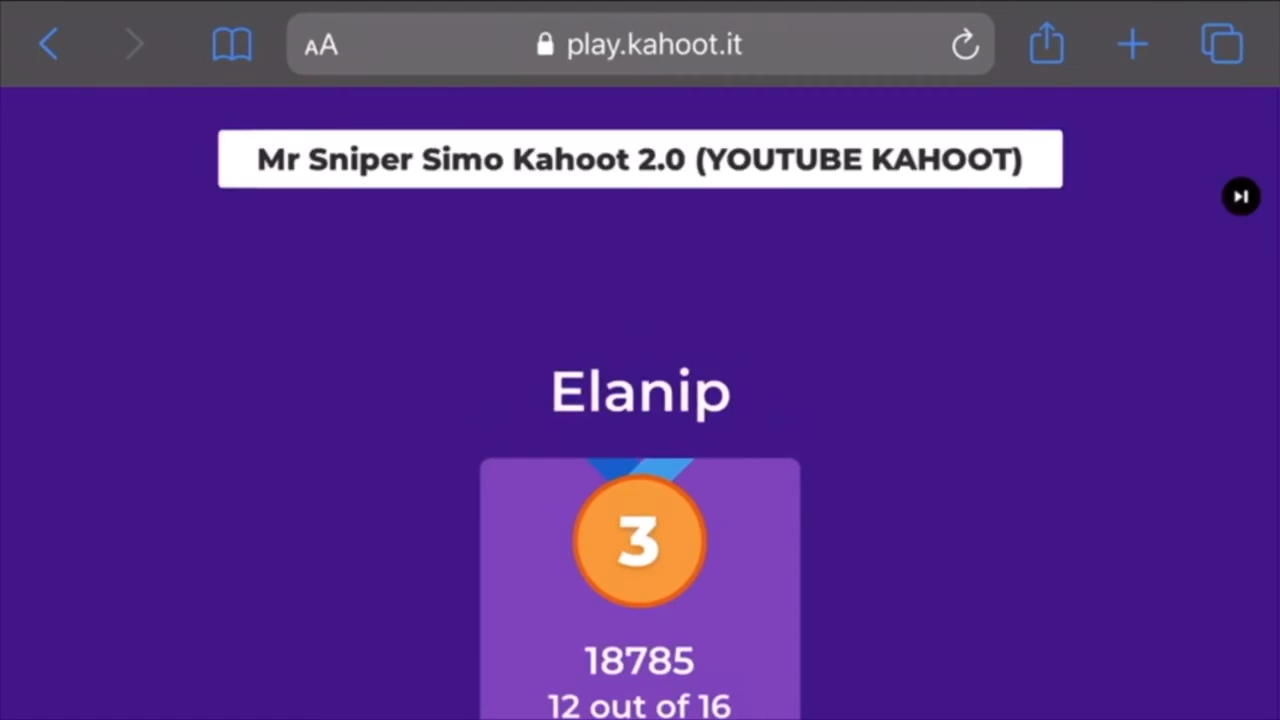 AA
play.kahoot.it
Mr Sniper Simo Kahoot 2.0 (YOUTUBE KAHOOT)
Elanip
3
18785
12 out of 16